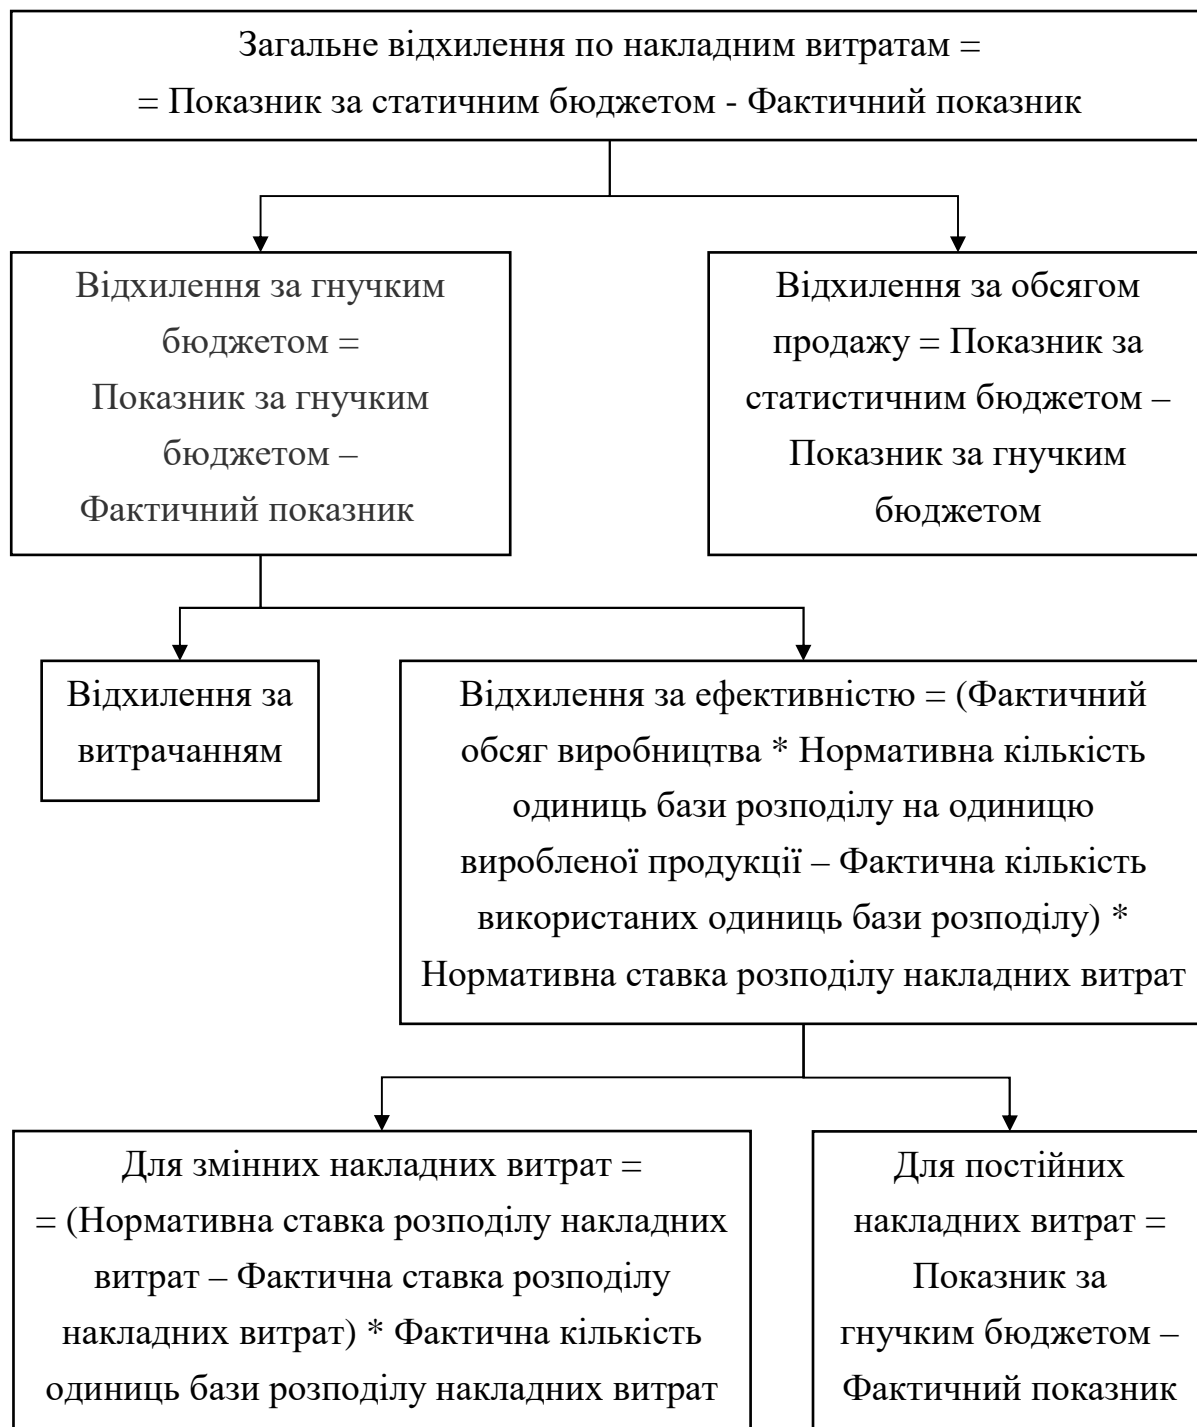 Загальне відхилення по накладним витратам =
= Показник за статичним бюджетом - Фактичний показник
Відхилення за гнучким
бюджетом =
Показник за гнучким
бюджетом –
Фактичний показник
Відхилення за обсягом
продажу = Показник за
статистичним бюджетом –
Показник за гнучким
бюджетом
Відхилення за
витрачанням
Відхилення за ефективністю = (Фактичний
обсяг виробництва * Нормативна кількість
одиниць бази розподілу на одиницю
виробленої продукції – Фактична кількість
використаних одиниць бази розподілу) *
Нормативна ставка розподілу накладних витрат
Для змінних накладних витрат =
= (Нормативна ставка розподілу накладних
витрат – Фактична ставка розподілу
накладних витрат) * Фактична кількість
одиниць бази розподілу накладних витрат
Для постійних
накладних витрат =
Показник за
гнучким бюджетом –
Фактичний показник